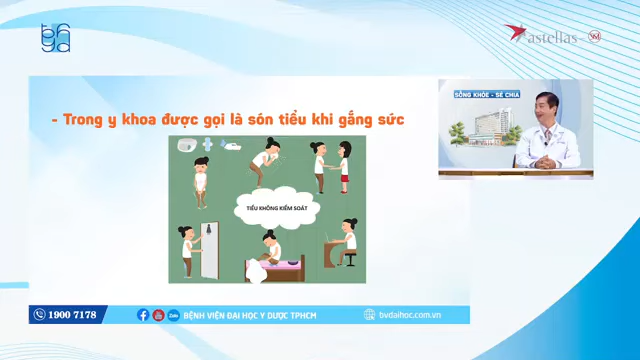 astellas
SỐNG KHỎE - SẺ CHIA
- Trong y khoa được gọi là són tiểu khi gắng sức
TIỂU KHÔNG KIỂM SOÁT
1900 7178
Zalo
BỆNH VIỆN ĐẠI HỌC Y DƯỢC TPHCM
bvdaihoc.com.vn